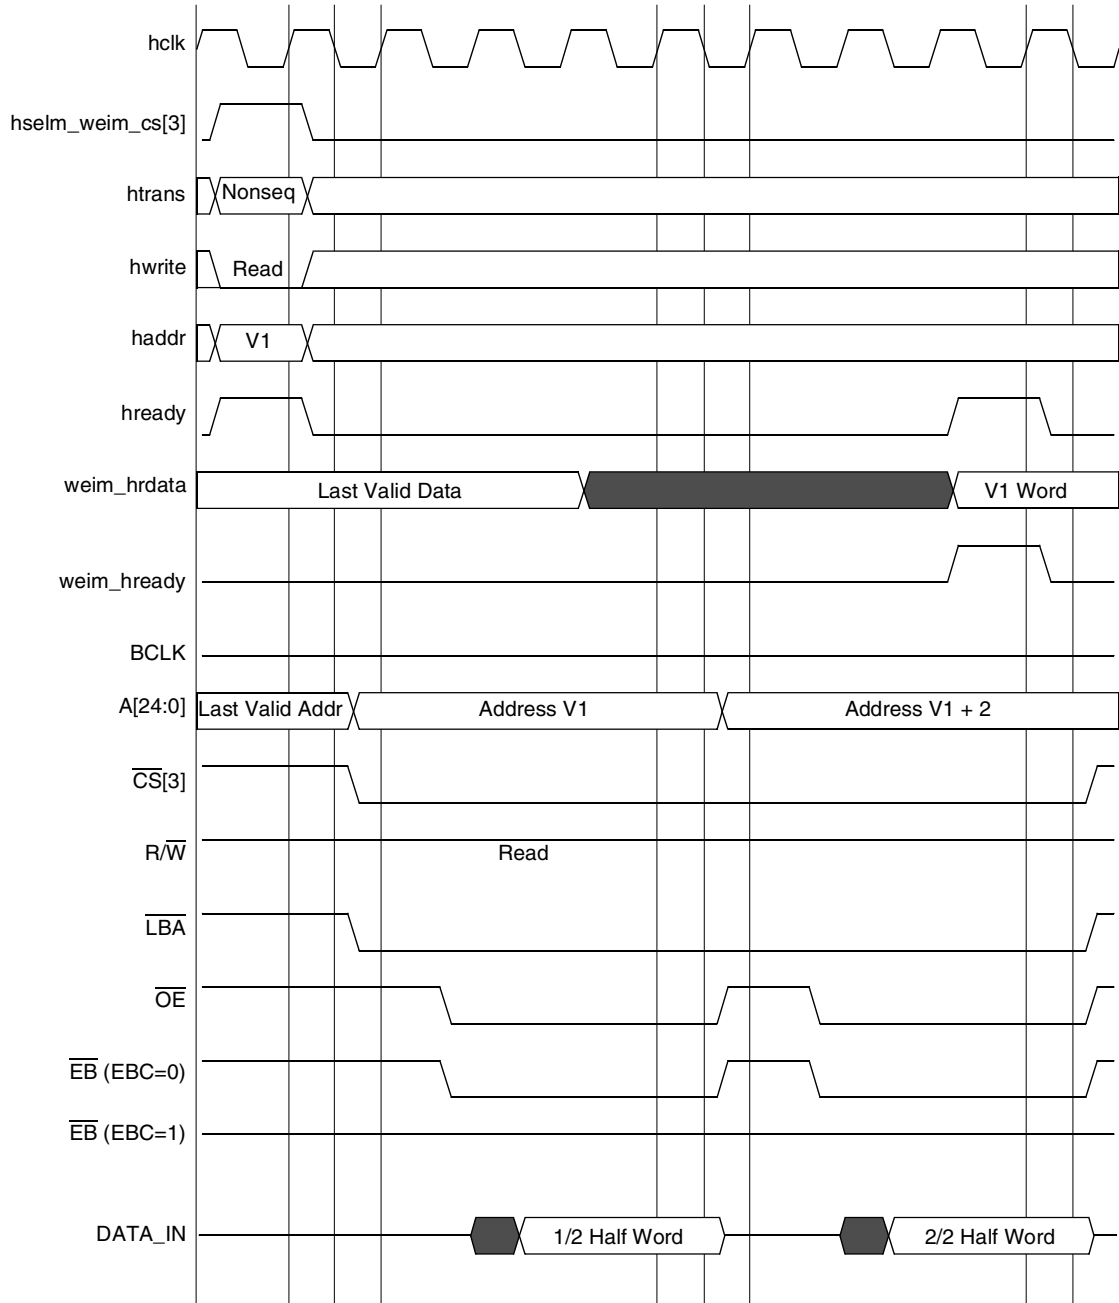 hclk
hselm_weim_cs[3]
htrans Nonseq
hwrite Read
haddr V1
hready
weim_hrdata Last Valid Data V1 Word
weim_hready
BCLK
A[24:0] Last Valid Addr Address V1 Address V1 + 2
CS[3]
R/W Read
LBA
OE
EB (EBC=0)
EB (EBC=1)
DATA_IN 1/2 Half Word 2/2 Half Word